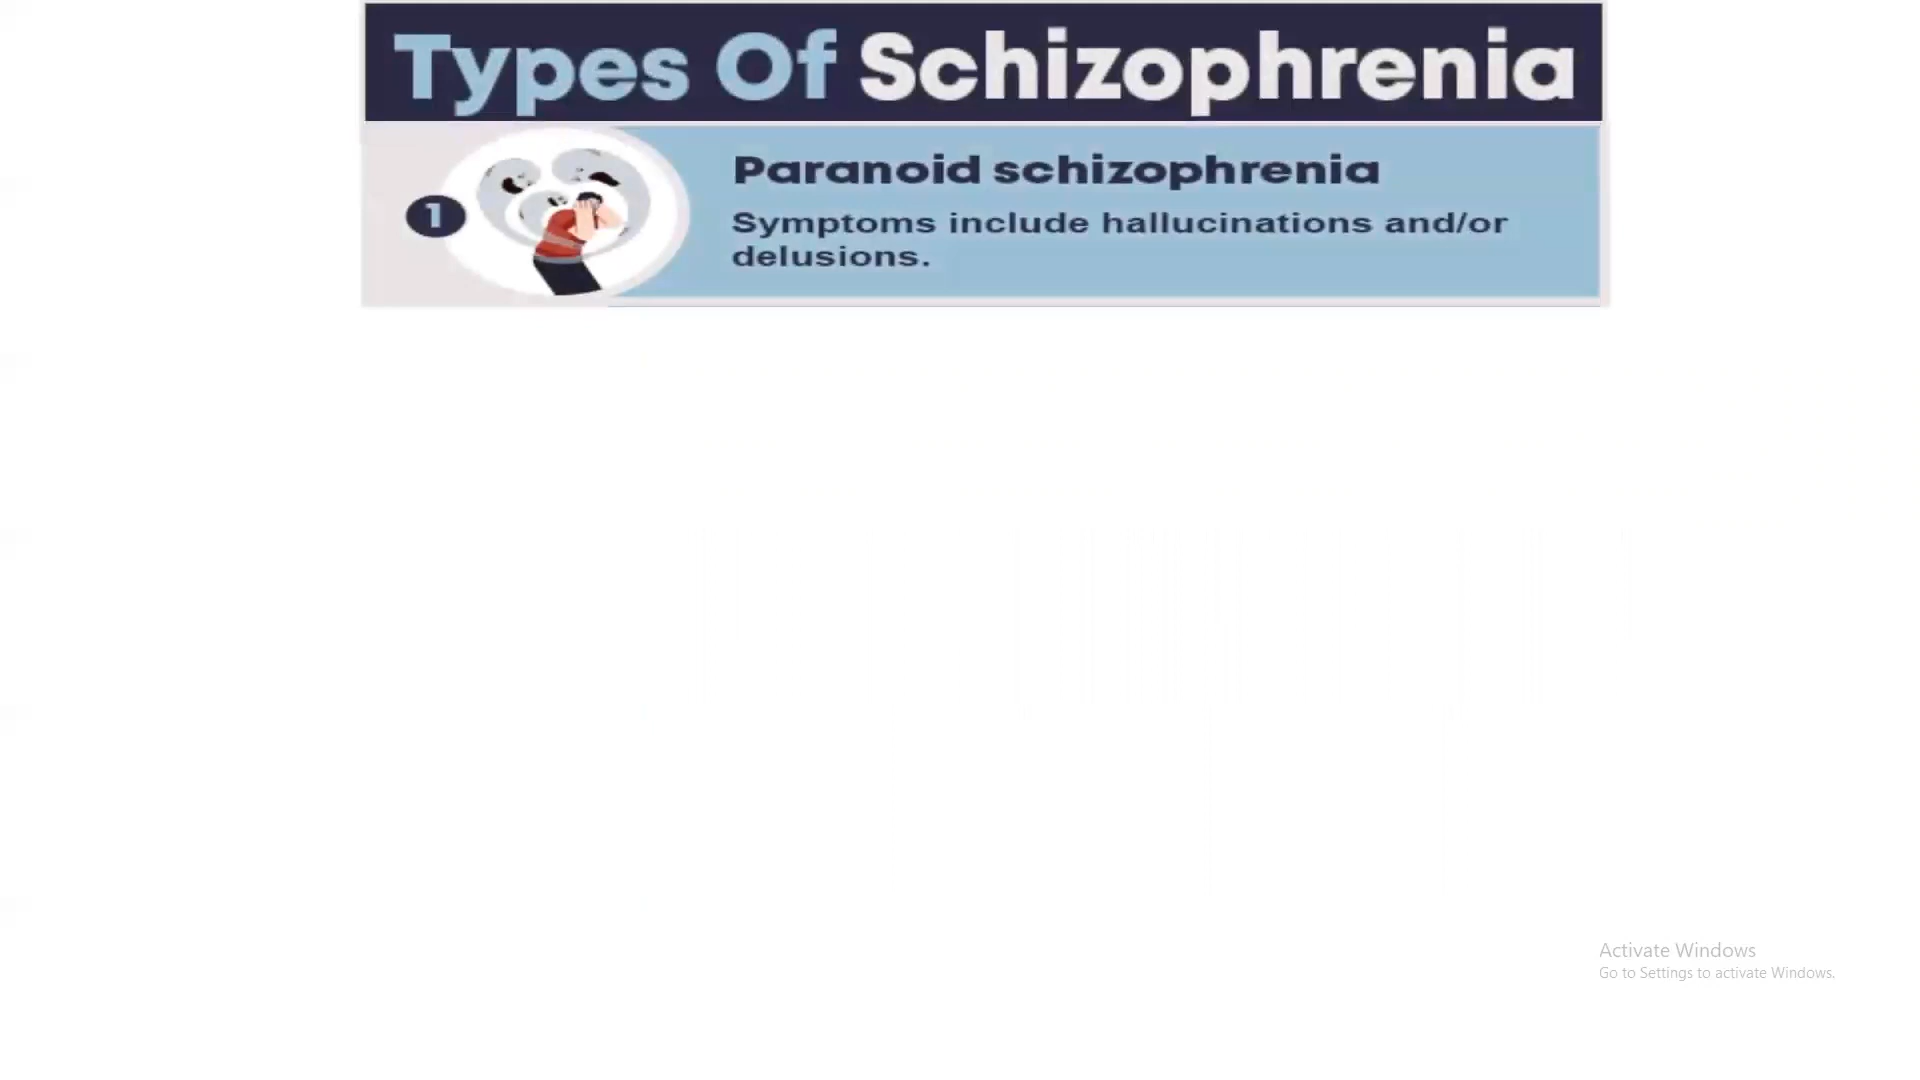 Types Of Schizophrenia
1
Paranoid schizophrenia
Symptoms include hallucinations and/or
delusions.
Activate Windows
Go to Settings to activate Windows.